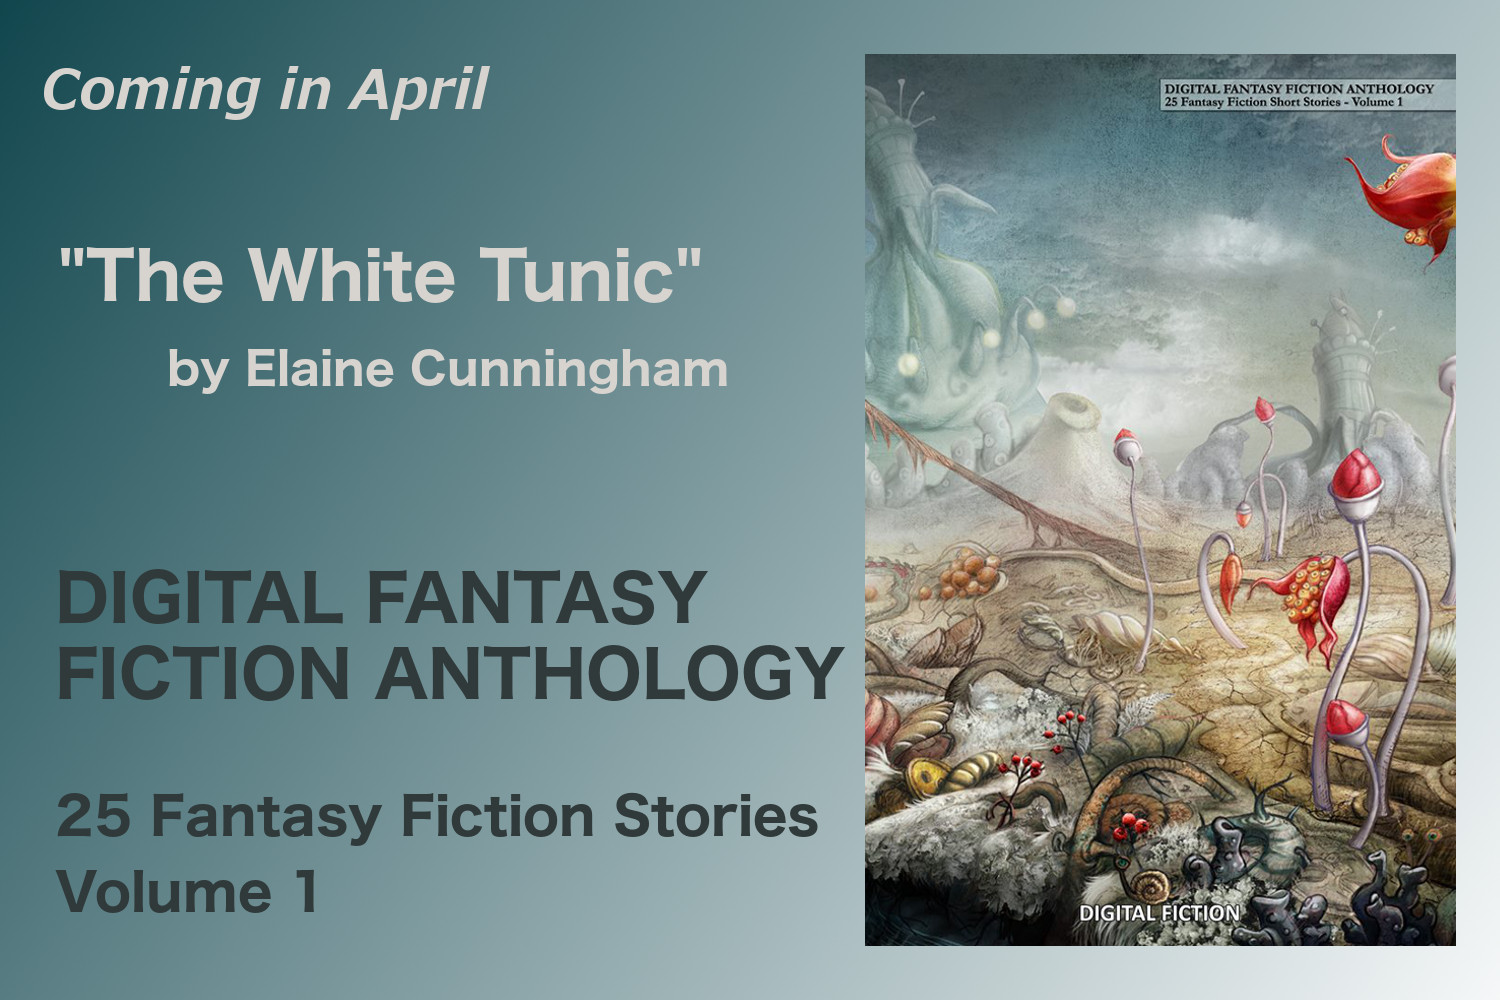 Coming in April
"The White Tunic"
by Elaine Cunningham
DIGITAL FANTASY
FICTION ANTHOLOGY
25 Fantasy Fiction Stories
Volume 1
DIGITAL FANTASY FICTION ANTHOLOGY
25 Fantasy Fiction Short Stories - Volume 1
DIGITAL FICTION